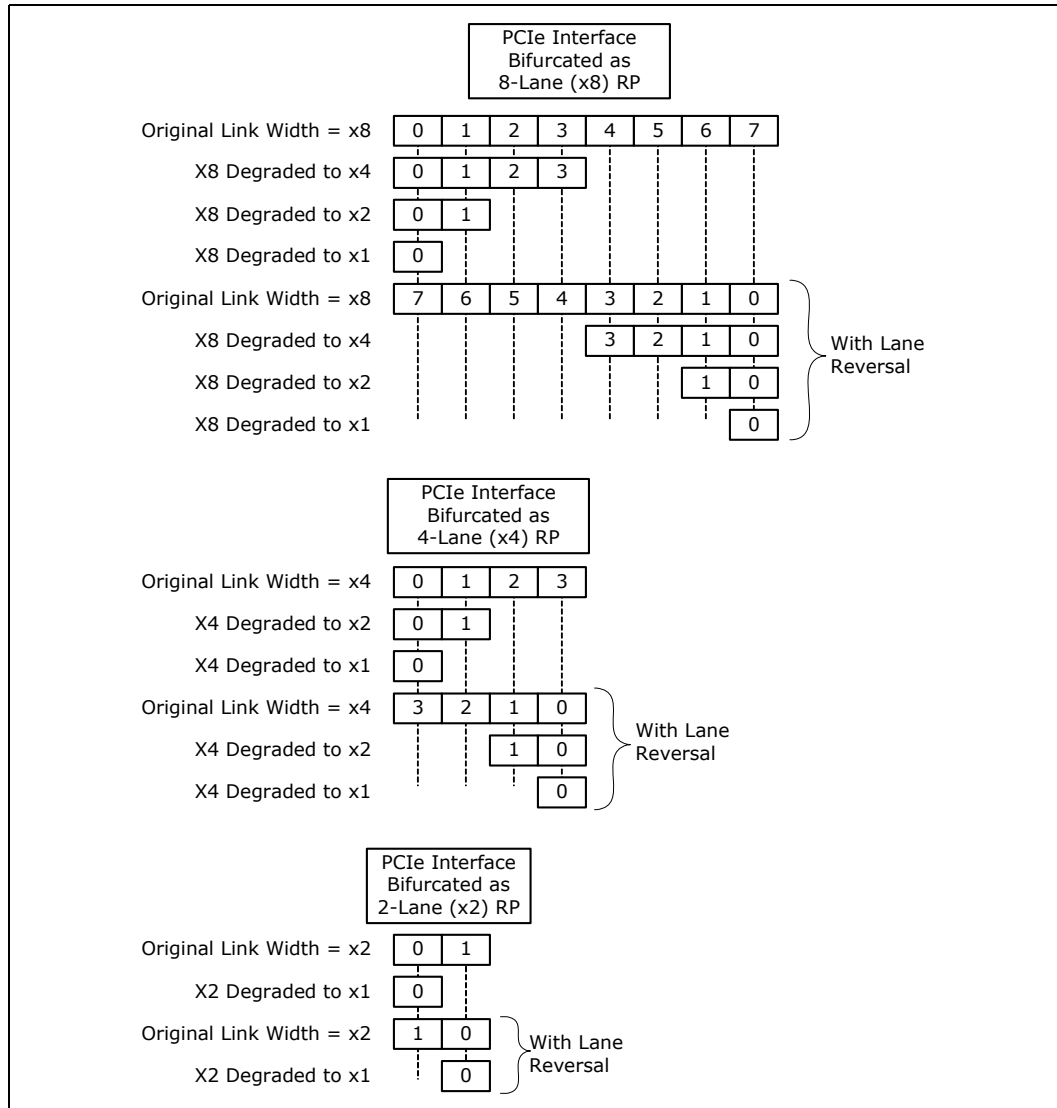 PCIe Interface
Bifurcated as
8-Lane (x8) RP
Original Link Width = x8 0 1 2 3 4 5 6 7
X8 Degraded to x4 0 1 2 3
X8 Degraded to x2 0 1
X8 Degraded to x1 0
Original Link Width = x8 7 6 5 4 3 2 1 0
X8 Degraded to x4 3 2 1 0
X8 Degraded to x2 1 0
X8 Degraded to x1 0
With Lane
Reversal
PCIe Interface
Bifurcated as
4-Lane (x4) RP
Original Link Width = x4 0 1 2 3
X4 Degraded to x2 0 1
X4 Degraded to x1 0
Original Link Width = x4 3 2 1 0
X4 Degraded to x2 1 0
X4 Degraded to x1 0
With Lane
Reversal
PCIe Interface
Bifurcated as
2-Lane (x2) RP
Original Link Width = x2 0 1
X2 Degraded to x1 0
Original Link Width = x2 1 0
X2 Degraded to x1 0
With Lane
Reversal